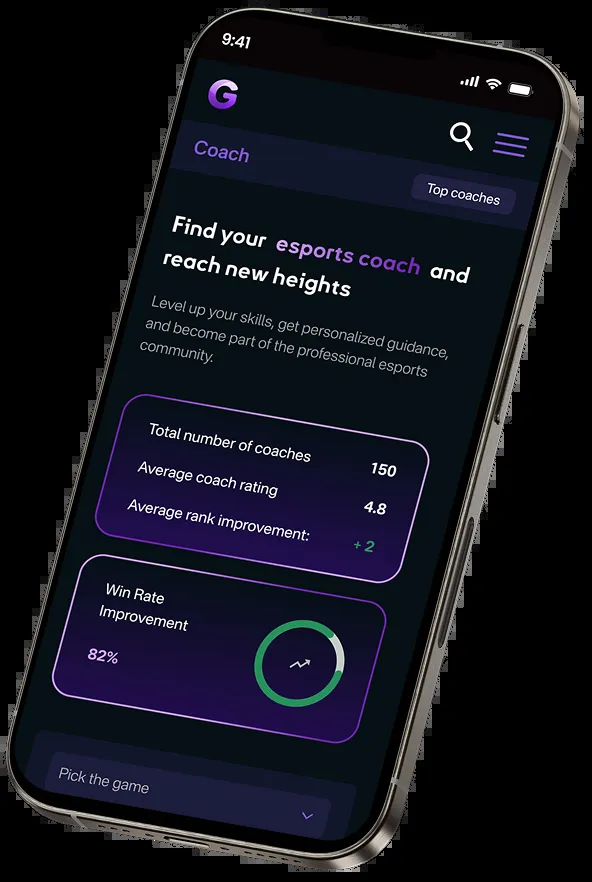 9:41
G
Coach
Top coaches
Find your esports coach and
reach new heights
Level up your skills, get personalized guidance,
and become part of the professional esports
community.
Total number of coaches 150
Average coach rating 4.8
Average rank improvement: + 2
Win Rate
Improvement
82%
Pick the game